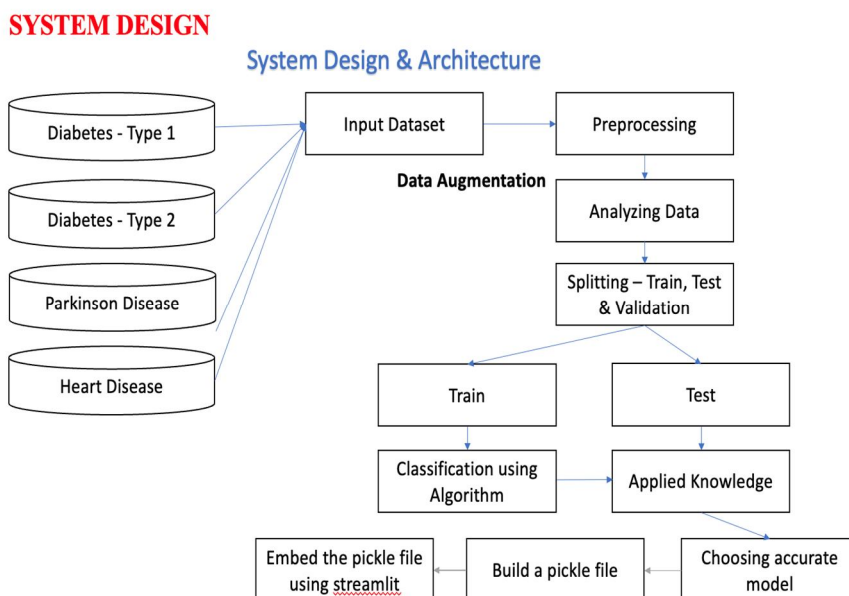 SYSTEM DESIGN
System Design & Architecture
Diabetes - Type 1
Input Dataset
Preprocessing
Data Augmentation
Diabetes - Type 2
Analyzing Data
Parkinson Disease
Splitting – Train, Test
& Validation
Heart Disease
Train
Test
Classification using
Algorithm
Applied Knowledge
Embed the pickle file
using streamlit
Build a pickle file
Choosing accurate
model